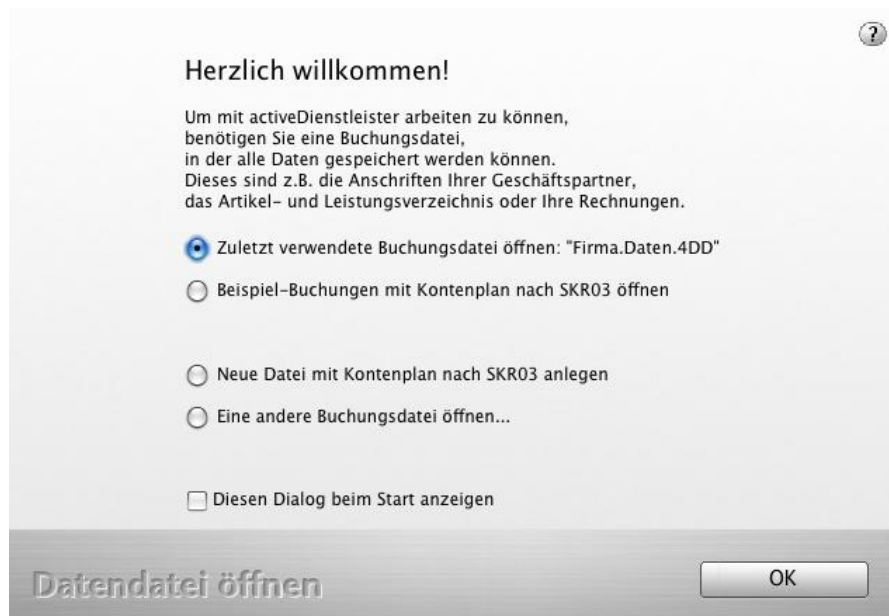 ?
Herzlich willkommen!
Um mit activeDienstleister arbeiten zu können,
benötigen Sie eine Buchungsdatei,
in der alle Daten gespeichert werden können.
Dieses sind z.B. die Anschriften Ihrer Geschäftspartner,
das Artikel- und Leistungsverzeichnis oder Ihre Rechnungen.
Zuletzt verwendete Buchungsdatei öffnen: "Firma.Daten.4DD"
Beispiel-Buchungen mit Kontenplan nach SKR03 öffnen
Neue Datei mit Kontenplan nach SKR03 anlegen
Eine andere Buchungsdatei öffnen...
Diesen Dialog beim Start anzeigen
Datendatei öffnen
OK